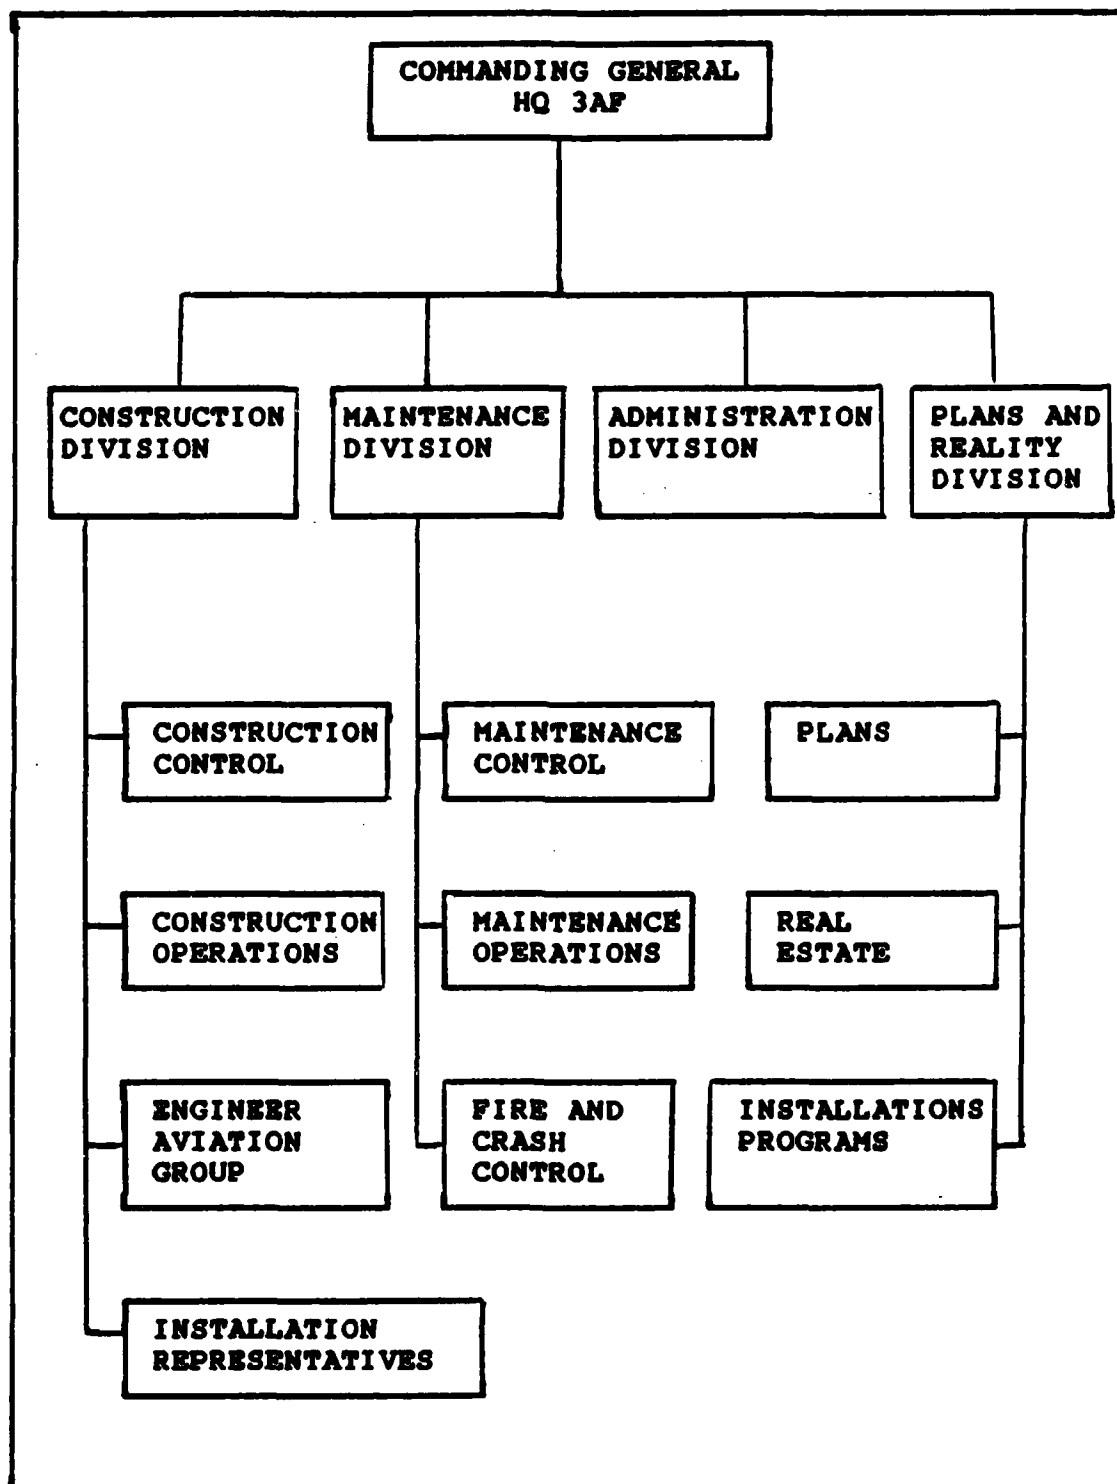 COMMANDING GENERAL
HQ 3AF
CONSTRUCTION
DIVISION
MAINTENANCE
DIVISION
ADMINISTRATION
DIVISION
PLANS AND
REALITY
DIVISION
CONSTRUCTION
CONTROL
MAINTENANCE
CONTROL
PLANS
CONSTRUCTION
OPERATIONS
MAINTENANCE
OPERATIONS
REAL
ESTATE
ENGINEER
AVIATION
GROUP
FIRE AND
CRASH
CONTROL
INSTALLATIONS
PROGRAMS
INSTALLATION
REPRESENTATIVES